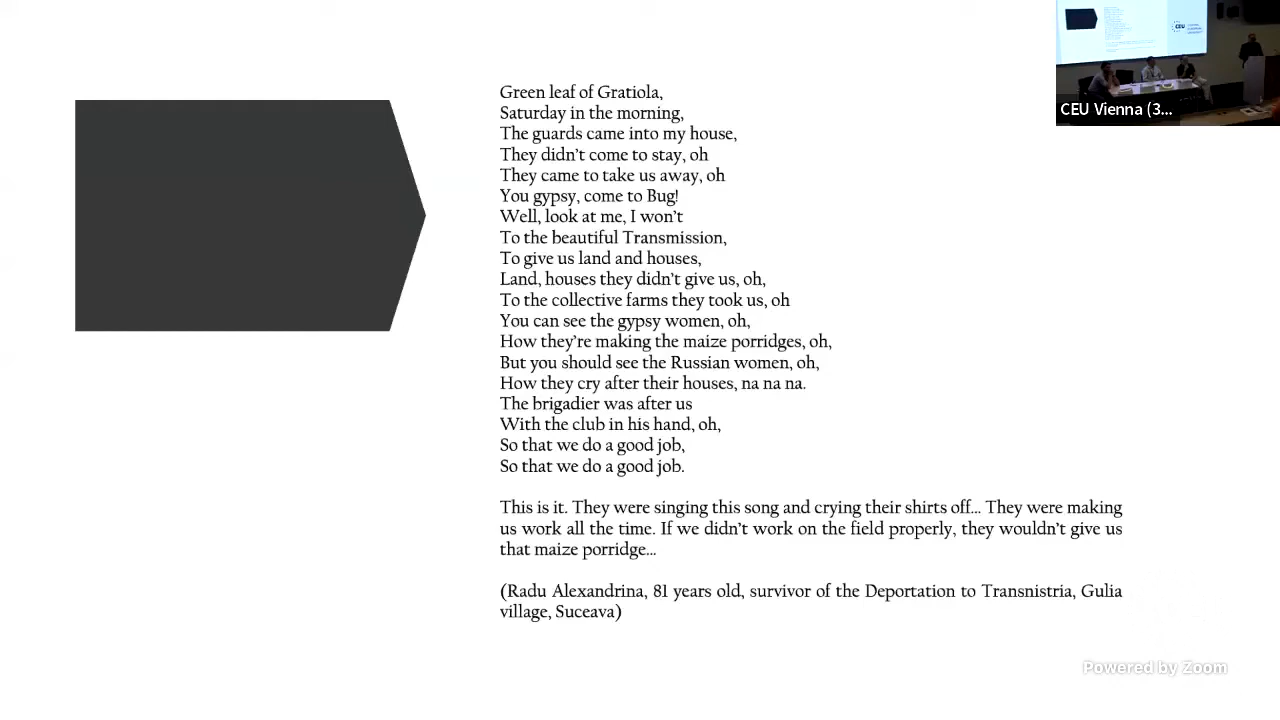 Green leaf of Gratiola,
Saturday in the morning,
The guards came into my house,
They didn't come to stay, oh
They came to take us away, oh
You gypsy, come to Bug!
Well, look at me, I won't
To the beautiful Transmission,
To give us land and houses,
Land, houses they didn't give us, oh,
To the collective farms they took us, oh
You can see the gypsy women, oh,
How they're making the maize porridges, oh,
But you should see the Russian women, oh,
How they cry after their houses, na na na.
The brigadier was after us
With the club in his hand, oh,
So that we do a good job,
So that we do a good job.
This is it. They were singing this song and crying their shirts off... They were making
us work all the time. If we didn't work on the field properly, they wouldn't give us
that maize porridge...
(Radu Alexandrina, 81 years old, survivor of the Deportation to Transnistria, Gulia
village, Suceava)
CEU
CEU Vienna (3...
Powered by Zoom